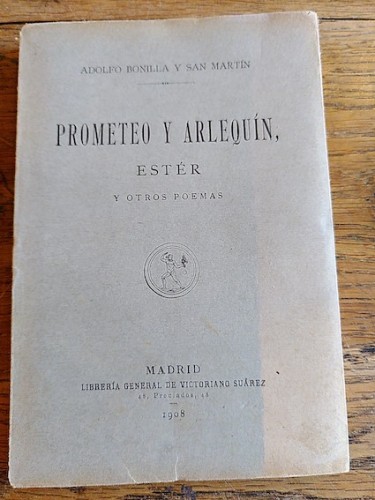 ADOLFO BONILLA Y SAN MARTÍN
PROMETEO Y ARLEQUÍN,
ESTÉR
Y OTROS POEMAS
MADRID
LIBRERÍA GENERAL DE VICTORIANO SUÁREZ
48, Preciados, 48
1908